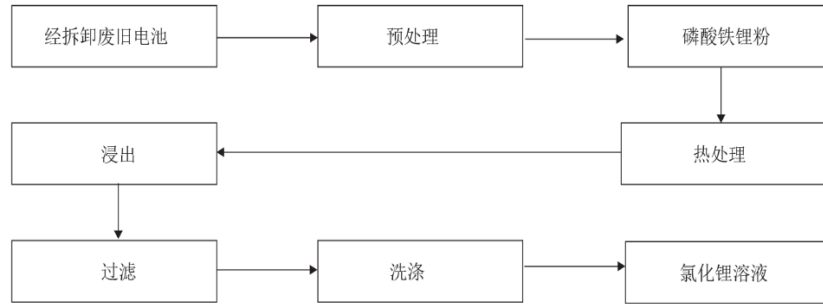 经拆卸废旧电池
预处理
磷酸铁锂粉
热处理
浸出
过滤
洗涤
氯化锂溶液